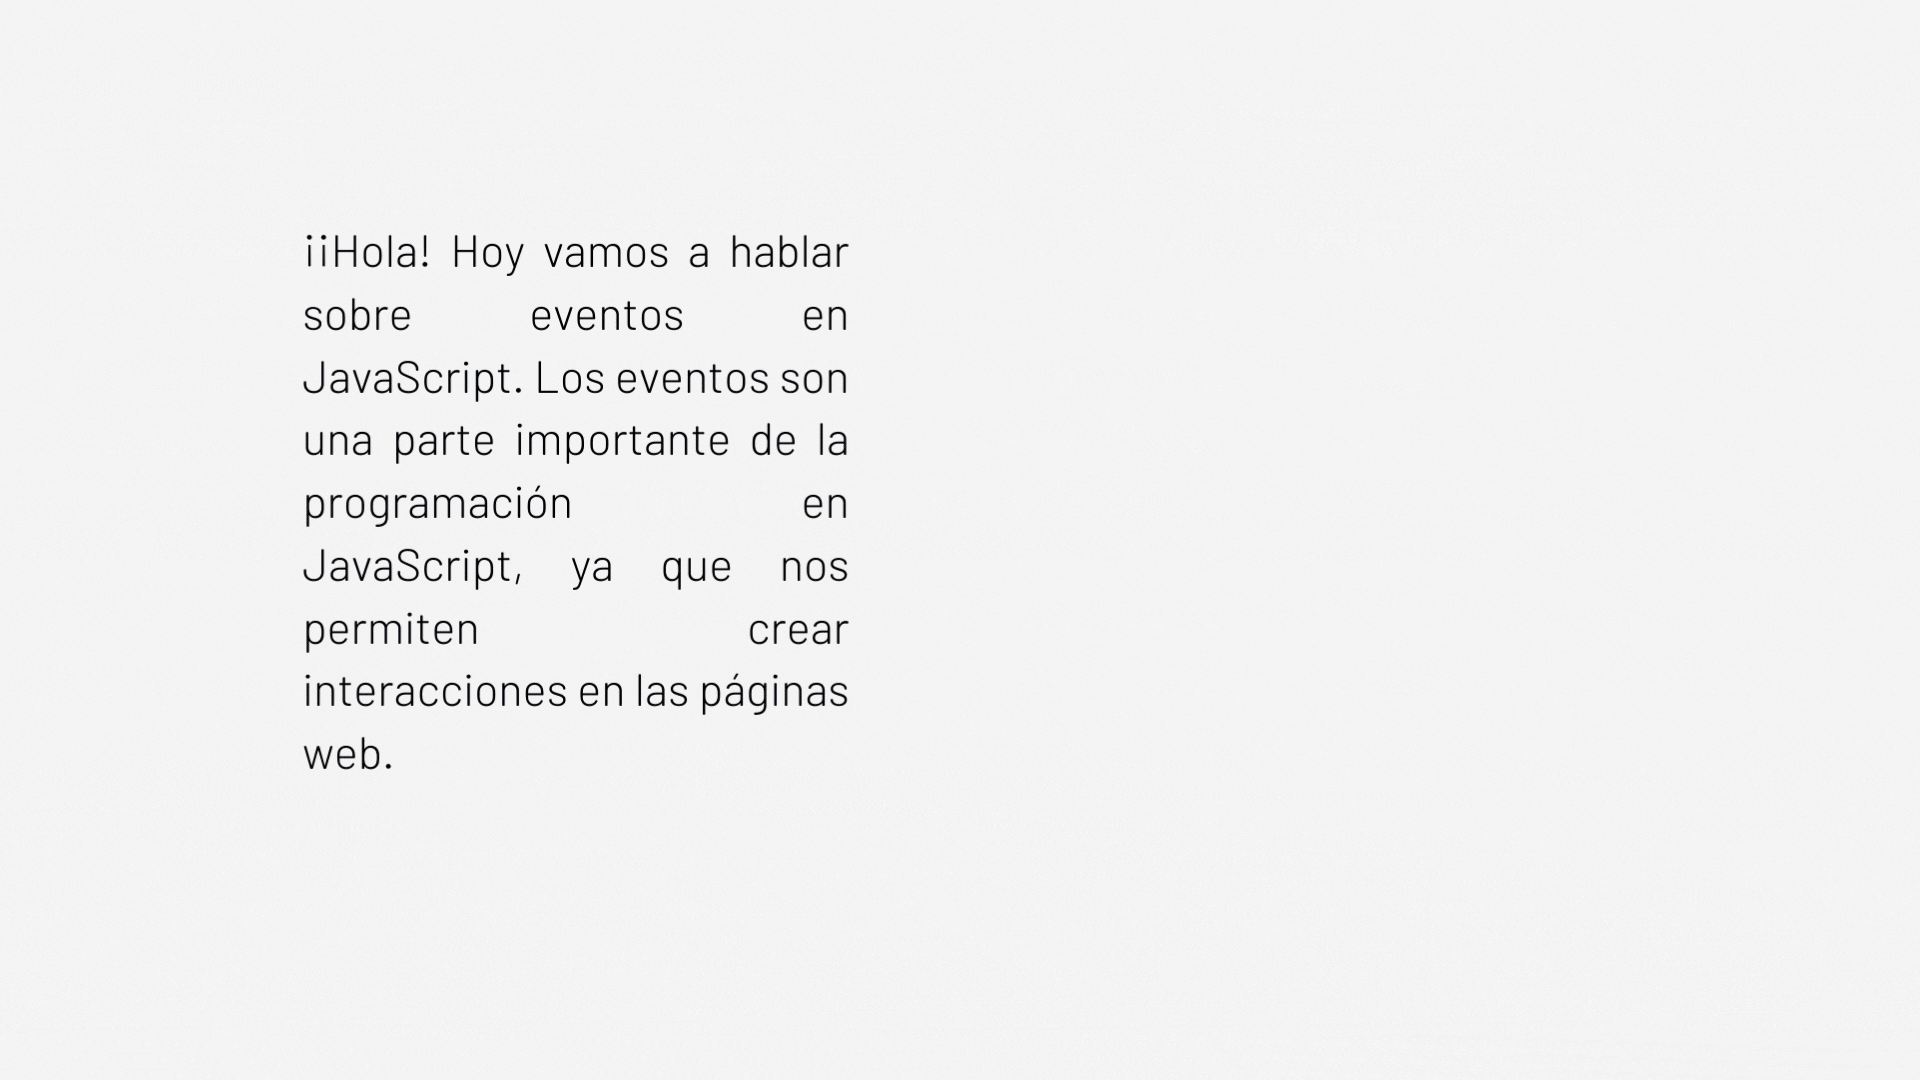 ¡¡Hola! Hoy vamos a hablar
sobre eventos en
JavaScript. Los eventos son
una parte importante de la
programación en
JavaScript, ya que nos
permiten crear
interacciones en las páginas
web.